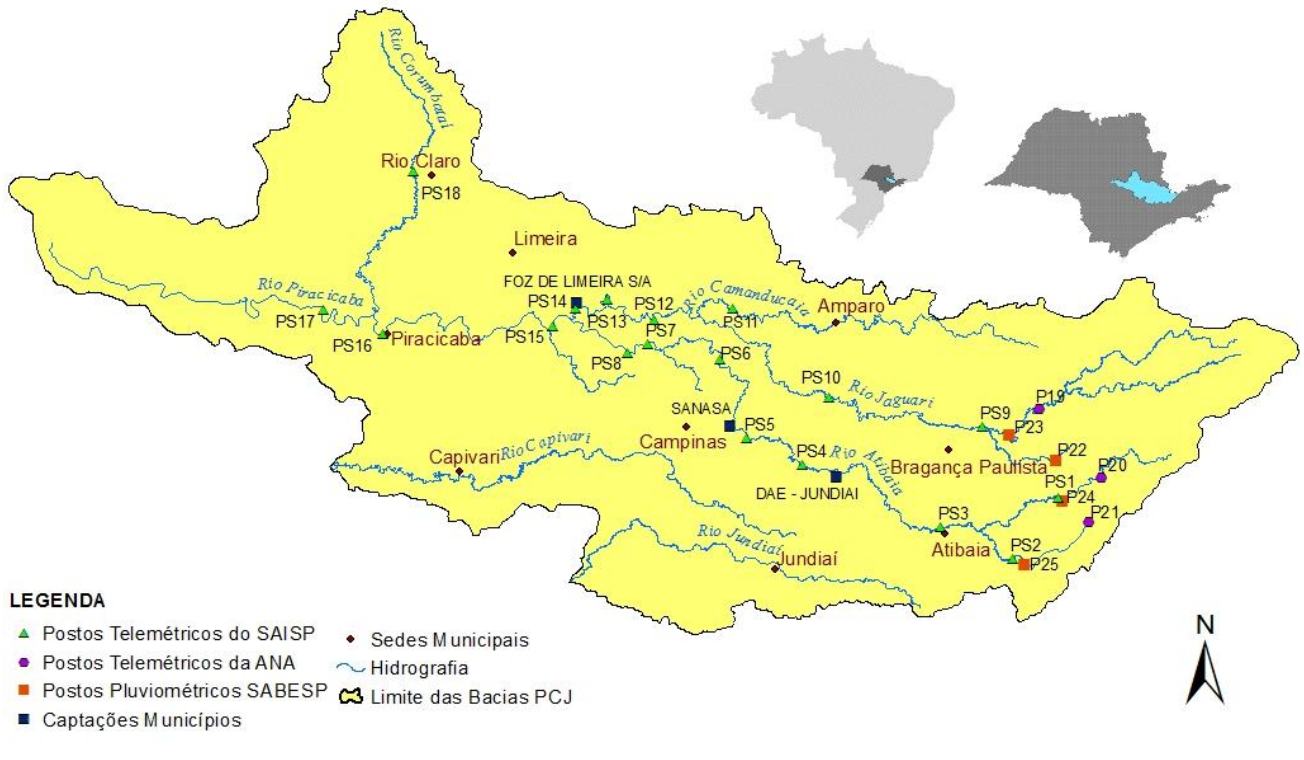 Rio Corumbataí
Rio Claro
PS18
Limeira
Rio Piracicaba
FOZ DE LIMEIRA S/A
PS14
PS13
PS12
Rio Camanducaia
Amparo
PS17
PS16
Piracicaba
PS15
PS7
PS11
PS8
PS6
PS10
Rio Jaguari
P19
SANASA
PS9
P23
Campinas
PS5
Capivari
Rio Capivari
PS4
Rio Atibaia
Bragança Paulista
P22
P20
DAE - JUNDIAI
PS1
P24
P21
PS3
Atibaia
Rio Jundiaí
Jundiaí
PS2
P25
LEGENDA
Postos Telemétricos do SAISP
Postos Telemétricos da ANA
Postos Pluviométricos SABESP
Captações Municípios
Sedes Municipais
Hidrografia
Limite das Bacias PCJ
N